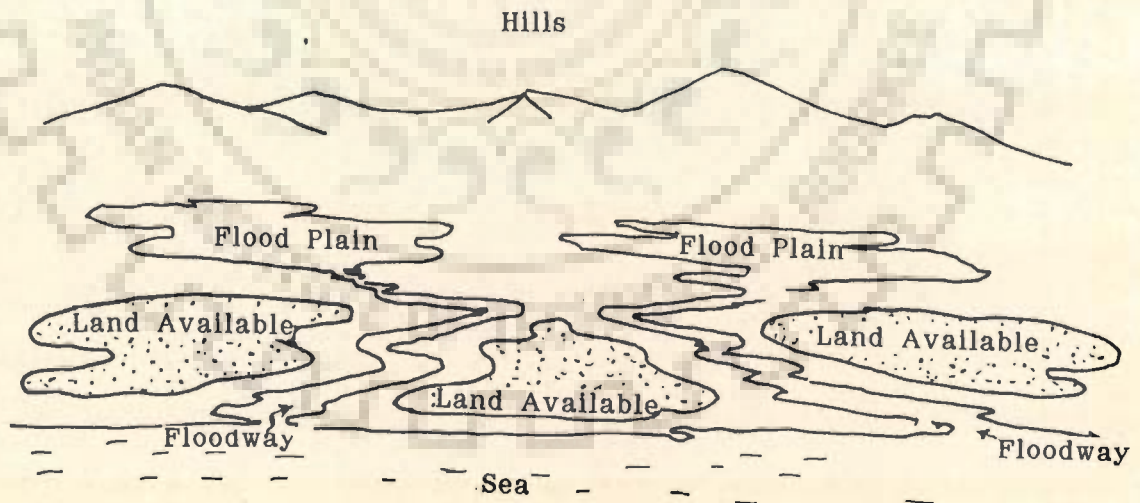 Hills
Flood Plain
Flood Plain
Land Available
Land Available
Land Available
Floodway
Floodway
Sea